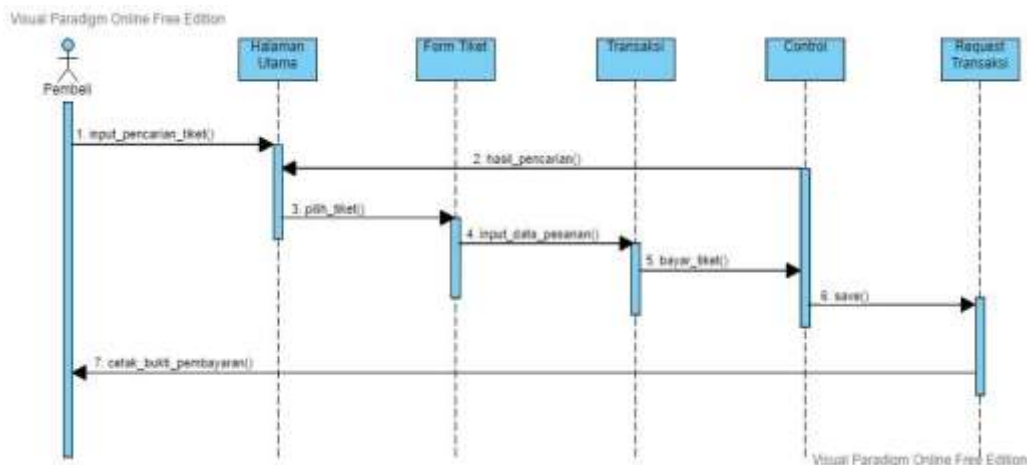 Visual Paradigm Online Free Edition
Pembeli
Halaman
Utama
Form Tiket
Transaksi
Control
Request
Transaksi
1. input_pencarian_tiket()
2. hasil_pencarian()
3. pilih_tiket()
4. input_data_pesanan()
5. bayar_tiket()
6. save()
7. cetak_bukti_pembayaran()
Visual Paradigm Online Free Edition